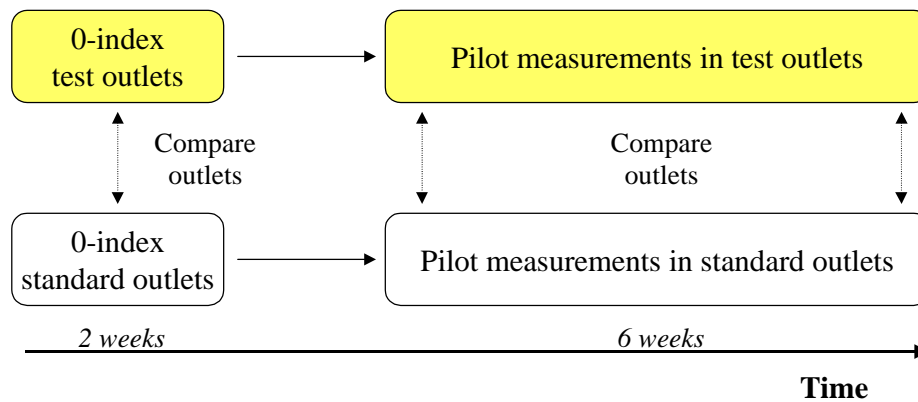 0-index
test outlets
Pilot measurements in test outlets
Compare
outlets
Compare
outlets
0-index
standard outlets
Pilot measurements in standard outlets
2 weeks
6 weeks
Time